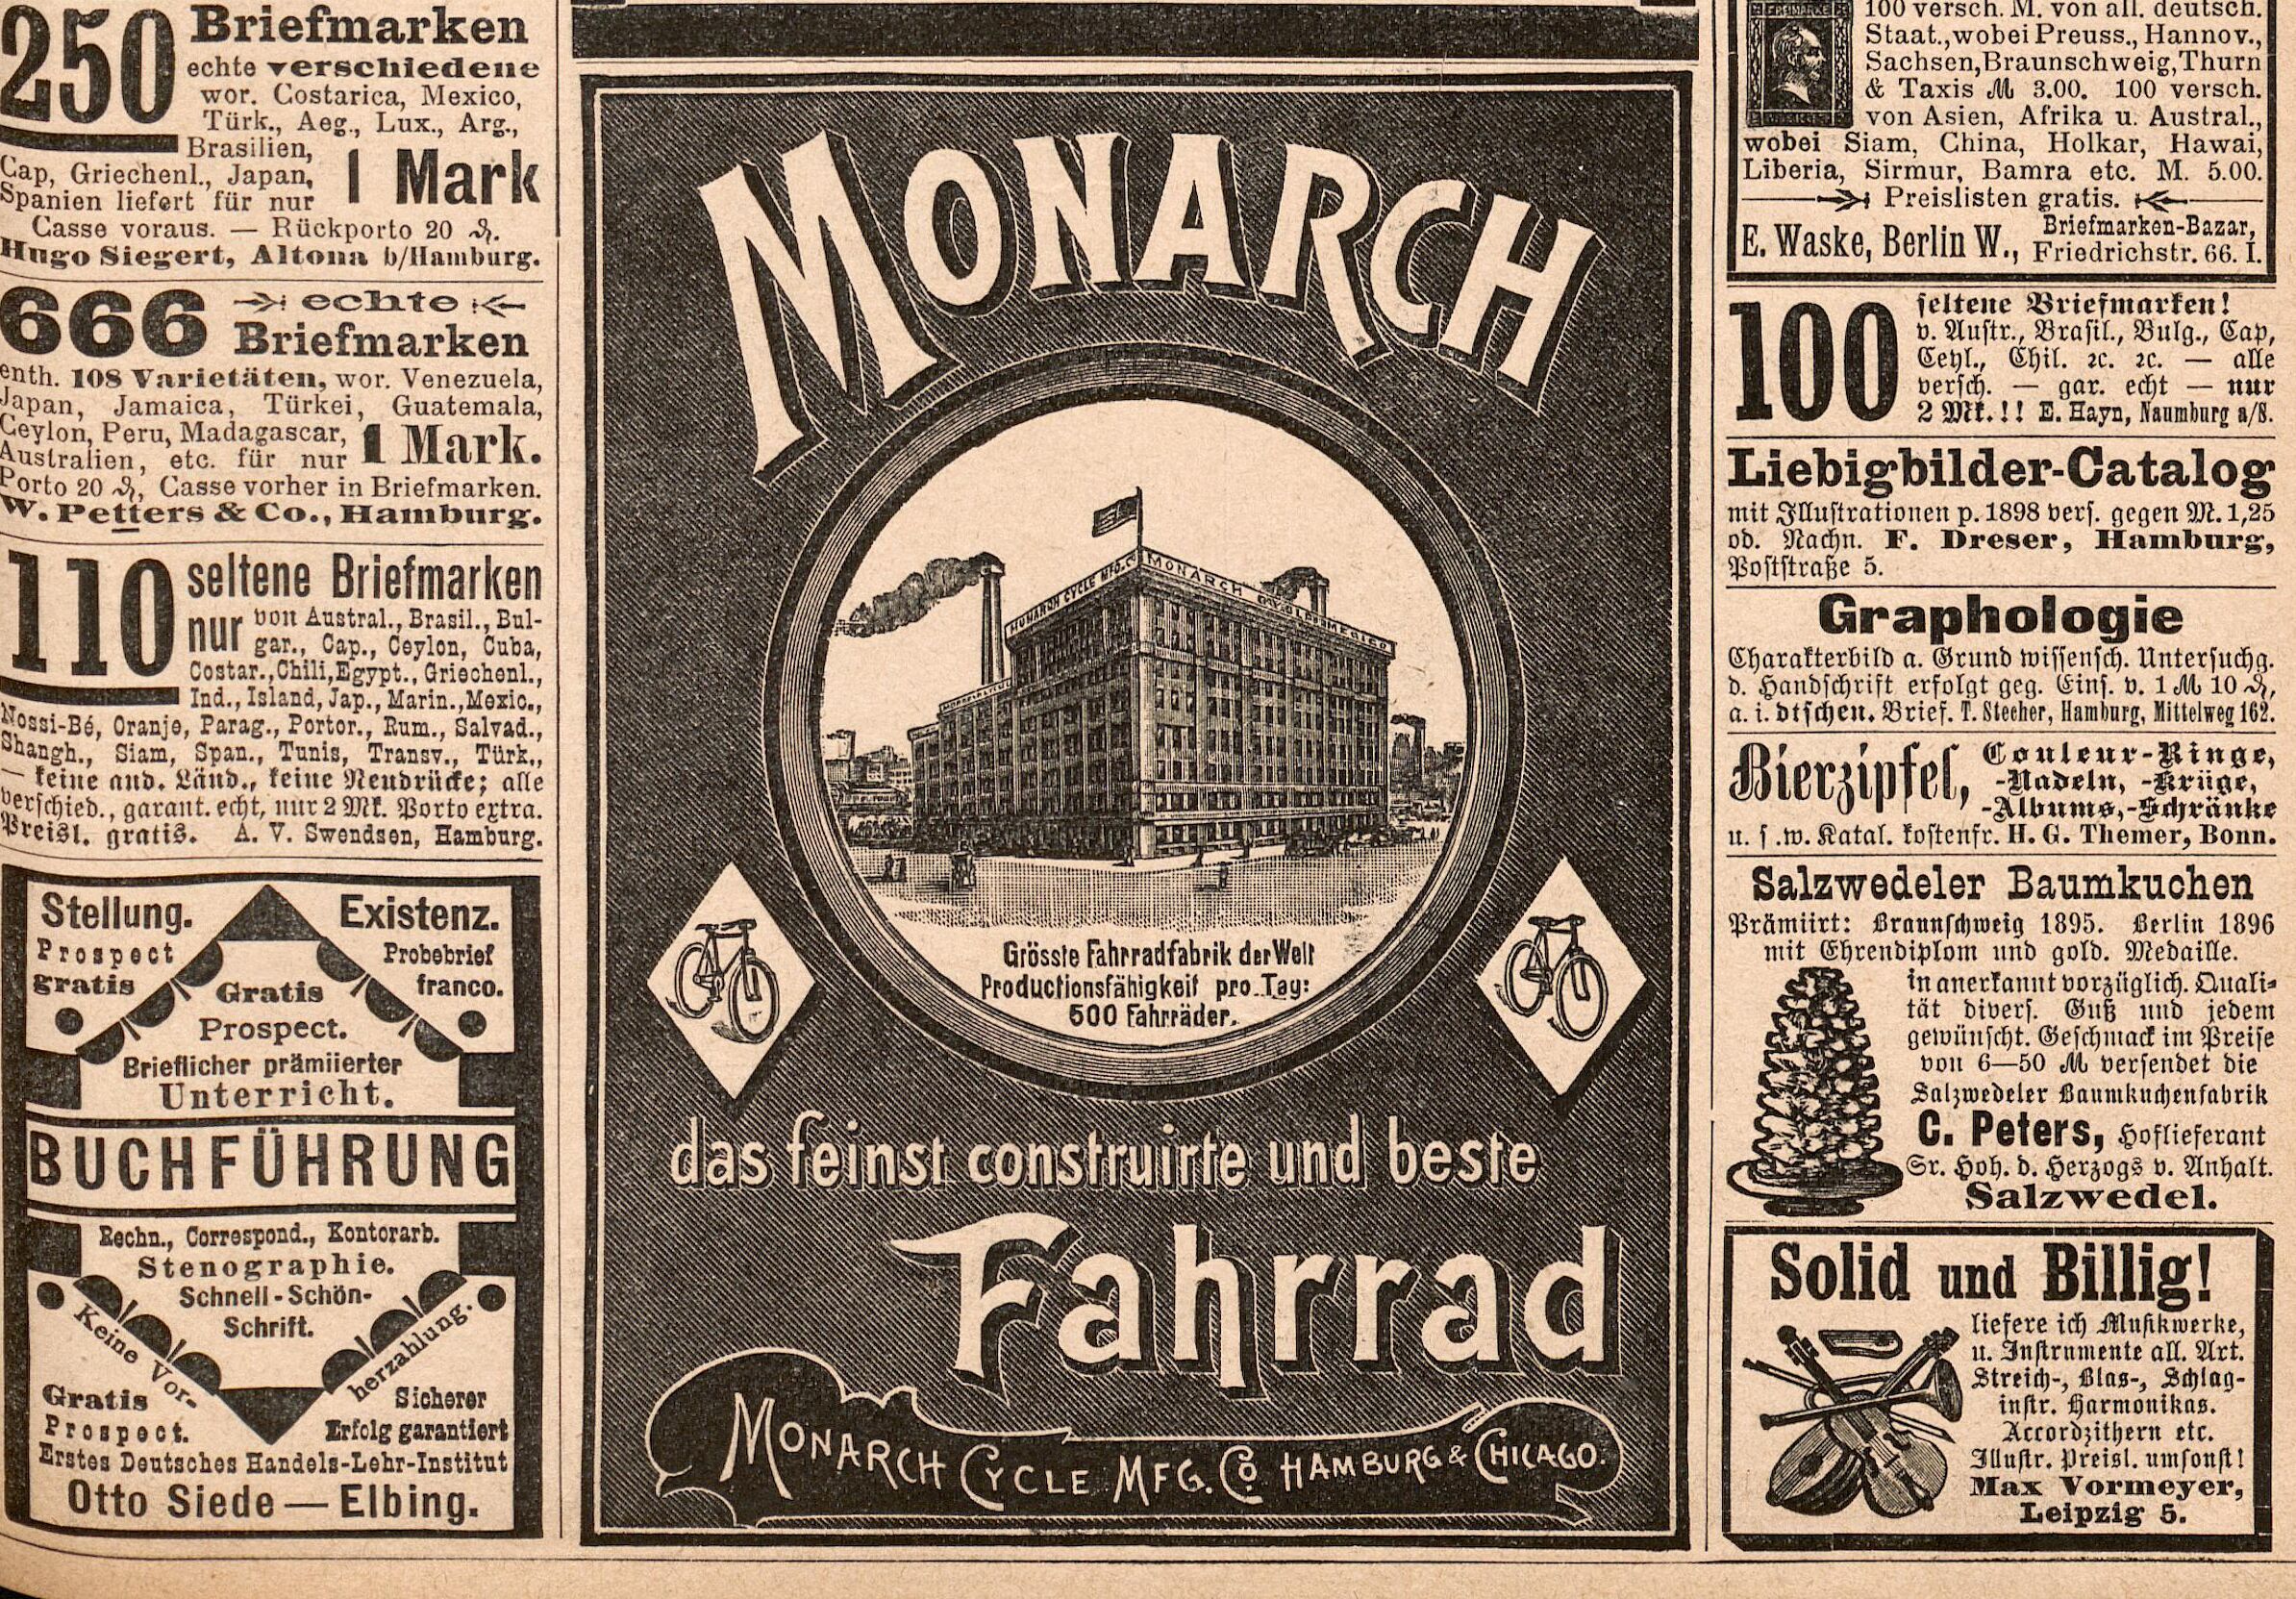 250 Briefmarken
echte verschiedene
wor. Costarica, Mexico,
Türk., Aeg., Lux., Arg.,
Brasilien,
Cap, Griechenl., Japan,
Spanien liefert für nur 1 Mark
Casse voraus. — Rückporto 20 ₰.
Hugo Siegert, Altona b/Hamburg.
666 echte
Briefmarken
enth. 108 Varietäten, wor. Venezuela,
Japan, Jamaica, Türkei, Guatemala,
Ceylon, Peru, Madagascar,
Australien, etc. für nur 1 Mark.
Porto 20 ₰, Casse vorher in Briefmarken.
W. Petters & Co., Hamburg.
110 seltene Briefmarken
nur von Austral., Brasil., Bul-
gar., Cap., Ceylon, Cuba,
Costar., Chili, Egypt., Griechenl.,
Ind., Island, Jap., Marin., Mexic.,
Nossi-Bé, Oranje, Parag., Portor., Rum., Salvad.,
Shangh., Siam, Span., Tunis, Transv., Türk.,
— keine and. Länd., keine Neudrücke; alle
verschied., garant. echt, nur 2 Mk. Porto extra.
Preisl. gratis. A. V. Swendsen, Hamburg.
Stellung. Existenz.
Prospect Probebrief
gratis franco.
Gratis
Prospect.
Brieflicher prämiierter
Unterricht.
BUCHFÜHRUNG
Rechn., Correspond., Kontorarb.
Stenographie.
Schnell-Schön-
Schrift.
Keine Vor-
herzahlung.
Gratis Sicherer
Prospect. Erfolg garantiert
Erstes Deutsches Handels-Lehr-Institut
Otto Siede — Elbing.
MONARCH
MONARCH CYCLE MFG. CO
MONARCH
Grösste Fahrradfabrik der Welt
Productionsfähigkeit pro Tag:
500 Fahrräder.
das feinst construirte und beste
Fahrrad
MONARCH CYCLE MFG. CO HAMBURG & CHICAGO.
100 versch. M. von all. deutsch.
Staat., wobei Preuss., Hannov.,
Sachsen, Braunschweig, Thurn
& Taxis ℳ 3.00. 100 versch.
von Asien, Afrika u. Austral.,
wobei Siam, China, Holkar, Hawai,
Liberia, Sirmur, Bamra etc. M. 5.00.
Preislisten gratis.
E. Waske, Berlin W., Briefmarken-Bazar,
Friedrichstr. 66. I.
100 seltene Briefmarken!
v. Austr., Brasil., Bulg., Cap,
Ceyl., Chil. ꝛc. ꝛc. — alle
versch. — gar. echt — nur
2 Mk.!! E. Hayn, Naumburg a/S.
Liebigbilder-Catalog
mit Illustrationen p. 1898 vers. gegen M. 1,25
od. Nachn. F. Dreser, Hamburg,
Poststraße 5.
Graphologie
Charakterbild a. Grund wissensch. Untersuchg.
d. Handschrift erfolgt geg. Eins. v. 1 ℳ 10 ₰,
a. i. dtschen. Brief. T. Stecher, Hamburg, Mittelweg 162.
Bierzipfel, Couleur-Ringe,
-Nadeln, -Krüge,
-Albums, -Schränke
u. s. w. Katal. kostenfr. H. G. Themer, Bonn.
Salzwedeler Baumkuchen
Prämiirt: Braunschweig 1895. Berlin 1896
mit Ehrendiplom und gold. Medaille.
in anerkannt vorzüglich. Quali-
tät divers. Guß und jedem
gewünscht. Geschmack im Preise
von 6—50 ℳ versendet die
Salzwedeler Baumkuchenfabrik
C. Peters, Hoflieferant
Sr. Hoh. d. Herzogs v. Anhalt.
Salzwedel.
Solid und Billig!
liefere ich Musikwerke,
u. Instrumente all. Art.
Streich-, Blas-, Schlag-
instr. Harmonikas.
Accordzithern etc.
Illustr. Preisl. umsonst!
Max Vormeyer,
Leipzig 5.